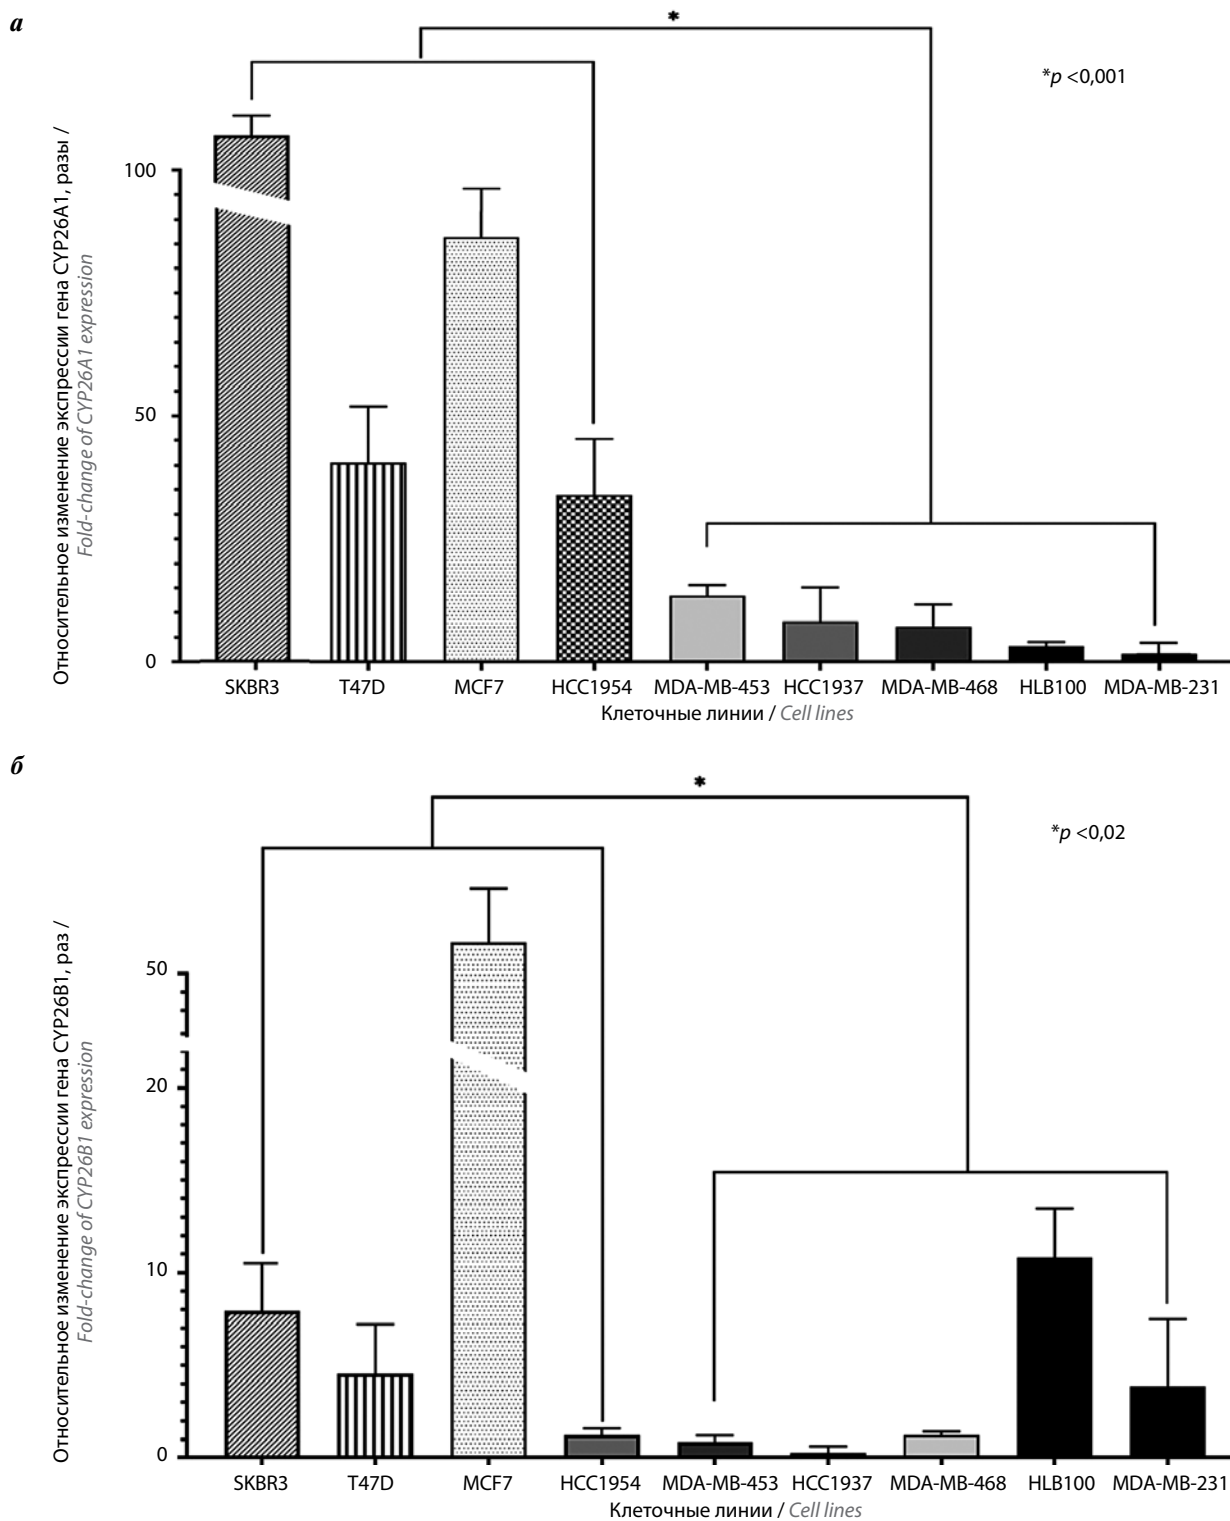 а
*
*p <0,001
Относительное изменение экспрессии гена CYP26A1, разы /
Fold-change of CYP26A1 expression
100
50
0
SKBR3 T47D MCF7 HCC1954 MDA-MB-453 HCC1937 MDA-MB-468 HLB100 MDA-MB-231
Клеточные линии / Cell lines
б
*
*p <0,02
Относительное изменение экспрессии гена CYP26B1, раз /
Fold-change of CYP26B1 expression
50
20
10
0
SKBR3 T47D MCF7 HCC1954 MDA-MB-453 HCC1937 MDA-MB-468 HLB100 MDA-MB-231
Клеточные линии / Cell lines